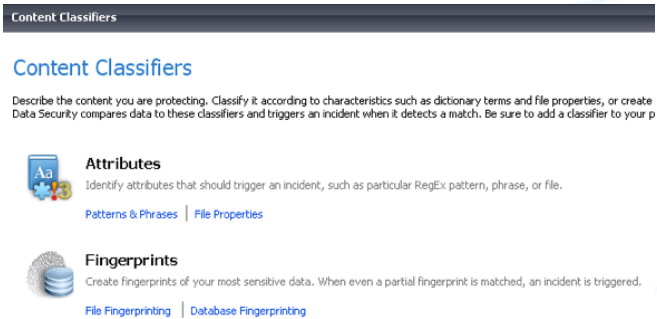 Content Classifiers
Content Classifiers
Describe the content you are protecting. Classify it according to characteristics such as dictionary terms and file properties, or create
Data Security compares data to these classifiers and triggers an incident when it detects a match. Be sure to add a classifier to your p
Aa
3
Attributes
Identify attributes that should trigger an incident, such as particular RegEx pattern, phrase, or file.
Patterns & Phrases | File Properties
Fingerprints
Create fingerprints of your most sensitive data. When even a partial fingerprint is matched, an incident is triggered.
File Fingerprinting | Database Fingerprinting